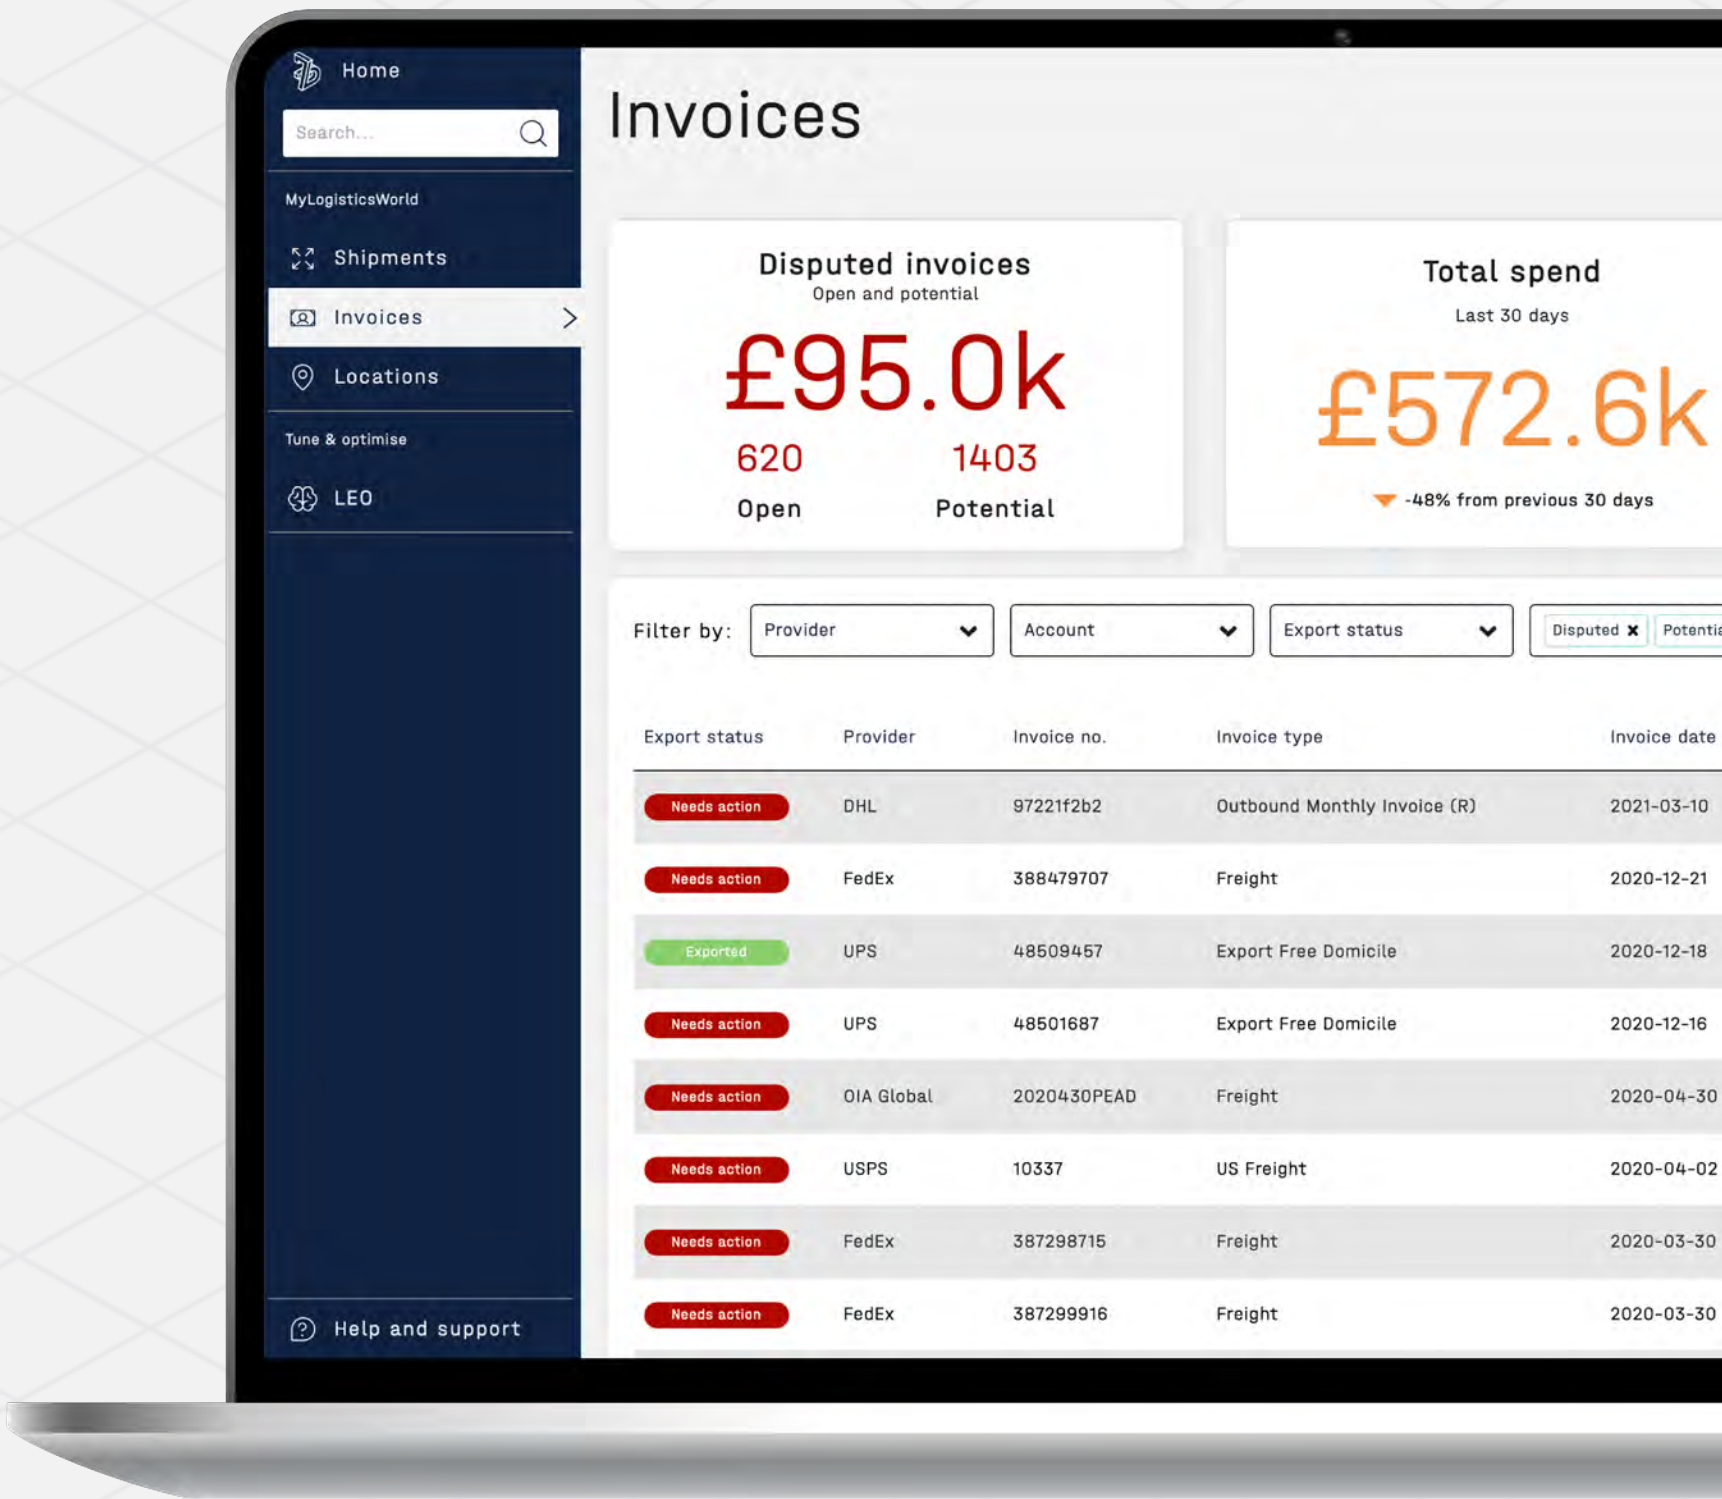 Home
Search...
MyLogisticsWorld
Shipments
Invoices
Locations
Tune & optimise
LEO
Help and support
Invoices
Disputed invoices
Open and potential
£95.0k
620 1403
Open Potential
Total spend
Last 30 days
£572.6k
-48% from previous 30 days
Filter by: Provider Account Export status Disputed × Potentia
Export status Provider Invoice no. Invoice type Invoice date
Needs action DHL 97221f2b2 Outbound Monthly Invoice (R) 2021-03-10
Needs action FedEx 388479707 Freight 2020-12-21
Exported UPS 48509457 Export Free Domicile 2020-12-18
Needs action UPS 48501687 Export Free Domicile 2020-12-16
Needs action OIA Global 2020430PEAD Freight 2020-04-30
Needs action USPS 10337 US Freight 2020-04-02
Needs action FedEx 387298715 Freight 2020-03-30
Needs action FedEx 387299916 Freight 2020-03-30